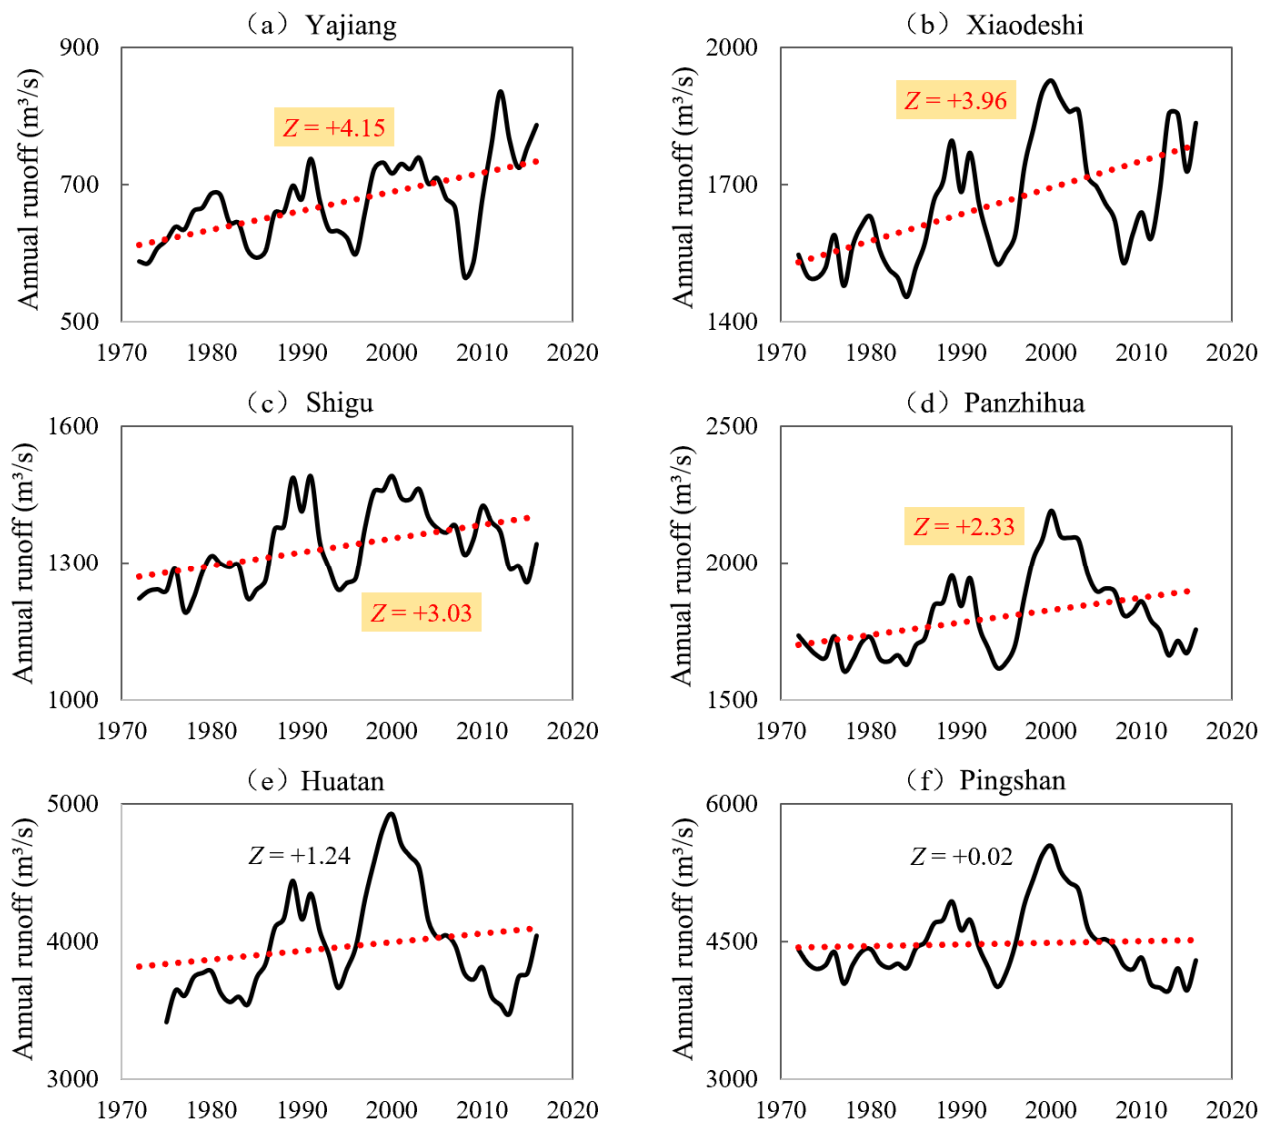 （a）Yajiang
900
700
500
Annual runoff (m³/s)
Z = +4.15
1970 1980 1990 2000 2010 2020
（b）Xiaodeshi
2000
1700
1400
Annual runoff (m³/s)
Z = +3.96
1970 1980 1990 2000 2010 2020
（c）Shigu
1600
1300
1000
Annual runoff (m³/s)
Z = +3.03
1970 1980 1990 2000 2010 2020
（d）Panzhihua
2500
2000
1500
Annual runoff (m³/s)
Z = +2.33
1970 1980 1990 2000 2010 2020
（e）Huatan
5000
4000
3000
Annual runoff (m³/s)
Z = +1.24
1970 1980 1990 2000 2010 2020
（f）Pingshan
6000
4500
3000
Annual runoff (m³/s)
Z = +0.02
1970 1980 1990 2000 2010 2020